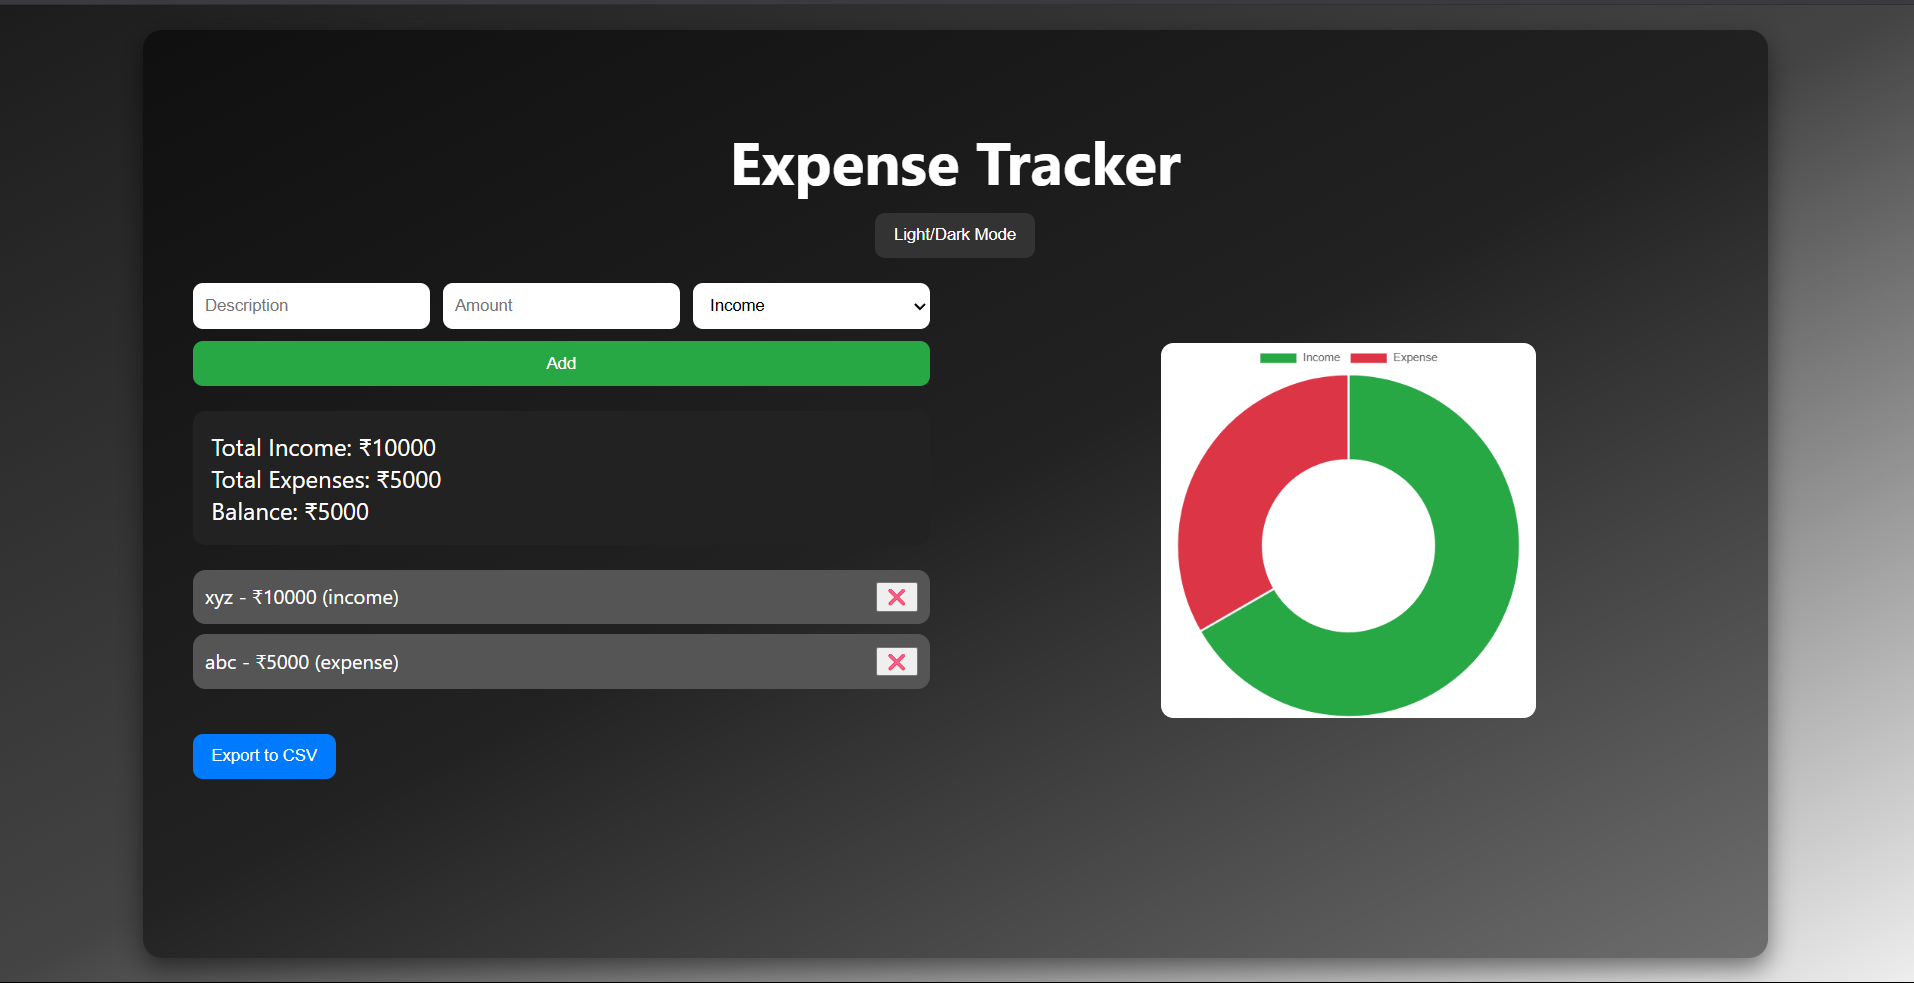 Expense Tracker
Light/Dark Mode
Description
Amount
Income
Add
Total Income: ₹10000
Total Expenses: ₹5000
Balance: ₹5000
xyz - ₹10000 (income)
abc - ₹5000 (expense)
Export to CSV
Income
Expense